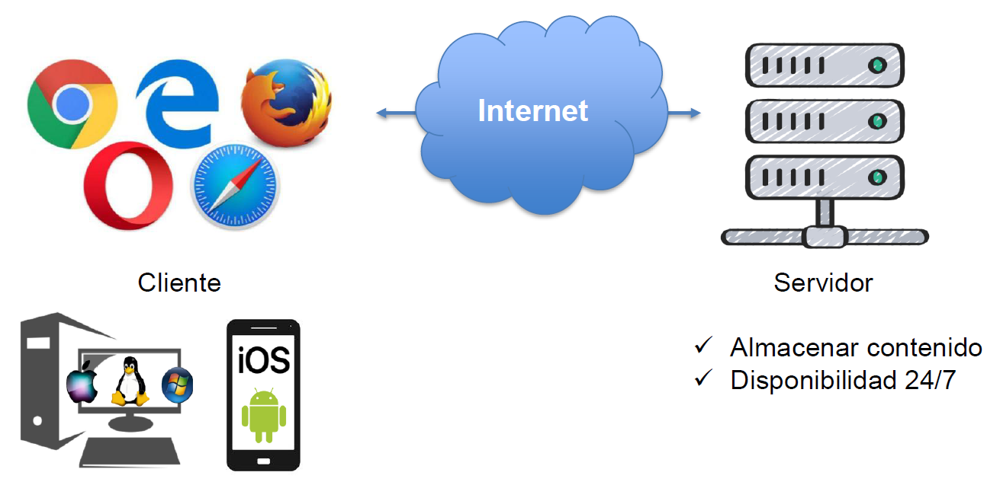 Internet
Cliente
Servidor
iOS
✓ Almacenar contenido
✓ Disponibilidad 24/7